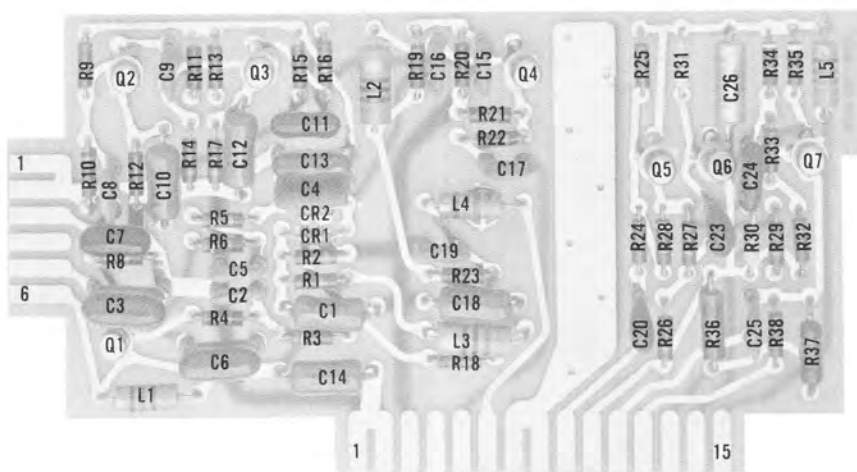 R9
Q2
C9
R11
R13
Q3
R15
R16
L2
R19
C16
R20
C15
Q4
R25
R31
C26
R34
R35
L5
R21
C11
R22
R10
C8
R12
C10
R14
R17
C12
C13
C17
Q5
Q6
C24
R33
Q7
1
C4
L4
R5
CR2
C7
R6
CR1
C19
R24
R28
R27
C23
R30
R29
R32
R8
C5
R2
R23
6
C3
C2
R1
C18
R4
C1
C20
R26
R36
C25
R38
R37
Q1
R3
L3
C6
R18
C14
L1
1
15